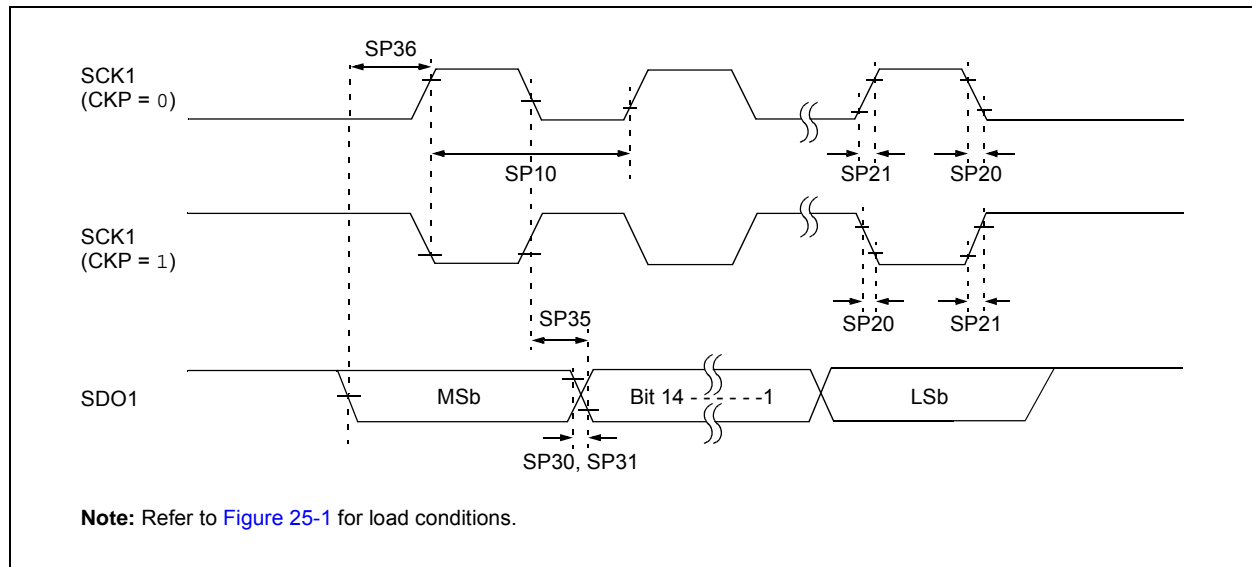 SP36
SCK1
(CKP = 0)
SP10
SP21
SP20
SCK1
(CKP = 1)
SP35
SP20
SP21
SDO1
MSb
Bit 14 - - - - - - -1
LSb
SP30, SP31
Note: Refer to Figure 25-1 for load conditions.